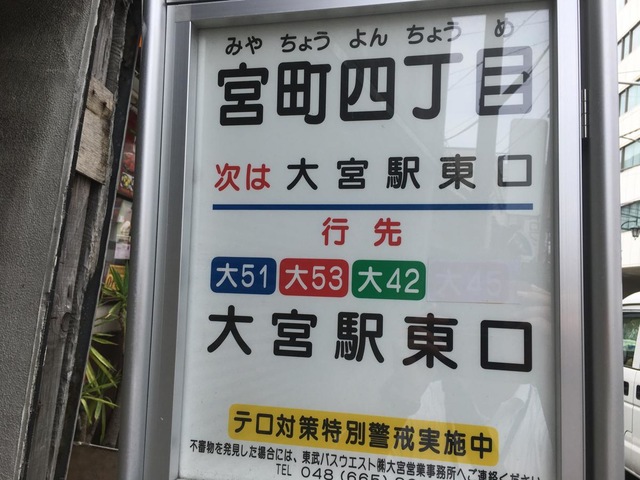 みや ちょう よん ちょう め
宮町四丁目
次は 大宮駅東口
行先
大51 大53 大42
大宮駅東口
テロ対策特別警戒実施中
不審物を発見した場合には、東武バスウエスト㈱大宮営業事務所へご連絡ください
TEL 048 (665)